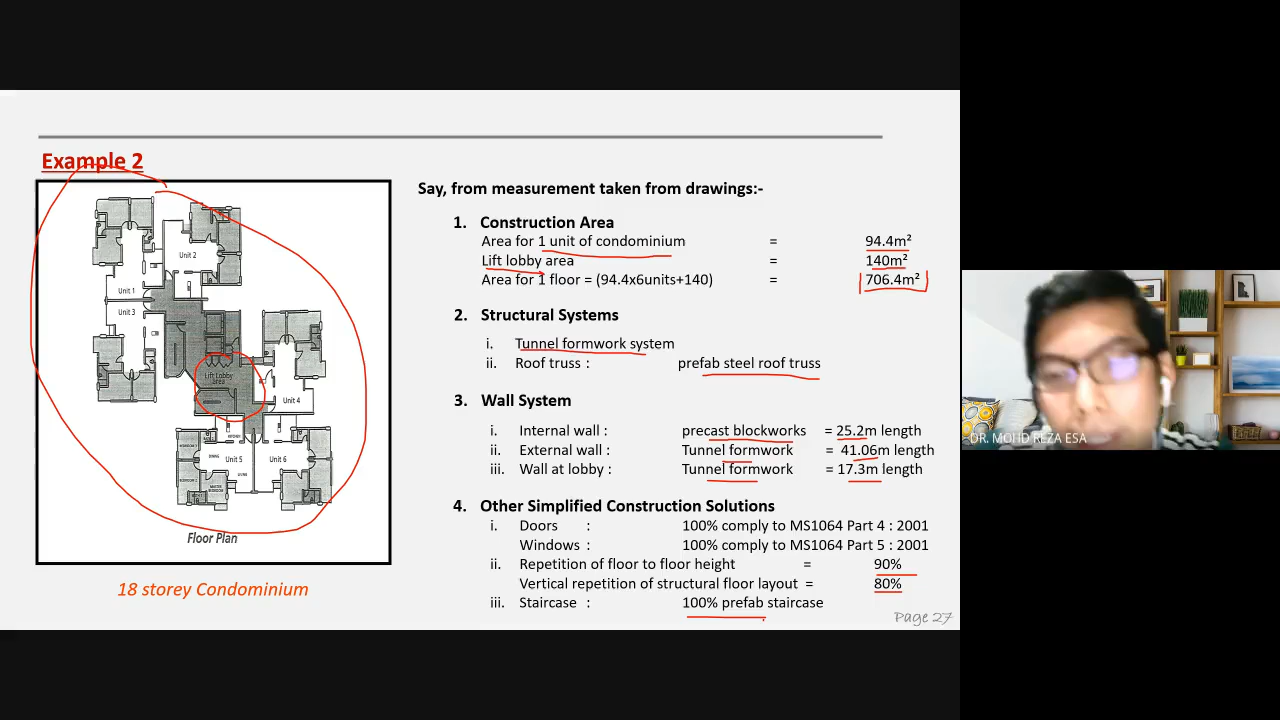 Example 2
Unit 1
Unit 2
Unit 3
Lift Lobby
area
Unit 4
Unit 5
Unit 6
Floor Plan
18 storey Condominium
Say, from measurement taken from drawings:-
1. Construction Area
Area for 1 unit of condominium = 94.4m²
Lift lobby area = 140m²
Area for 1 floor = (94.4x6units+140) = 706.4m²
2. Structural Systems
i. Tunnel formwork system
ii. Roof truss : prefab steel roof truss
3. Wall System
i. Internal wall : precast blockworks = 25.2m length
ii. External wall : Tunnel formwork = 41.06m length
iii. Wall at lobby : Tunnel formwork = 17.3m length
4. Other Simplified Construction Solutions
i. Doors : 100% comply to MS1064 Part 4 : 2001
Windows : 100% comply to MS1064 Part 5 : 2001
ii. Repetition of floor to floor height = 90%
Vertical repetition of structural floor layout = 80%
iii. Staircase : 100% prefab staircase
Page 27
DR. MOHD REZA ESA